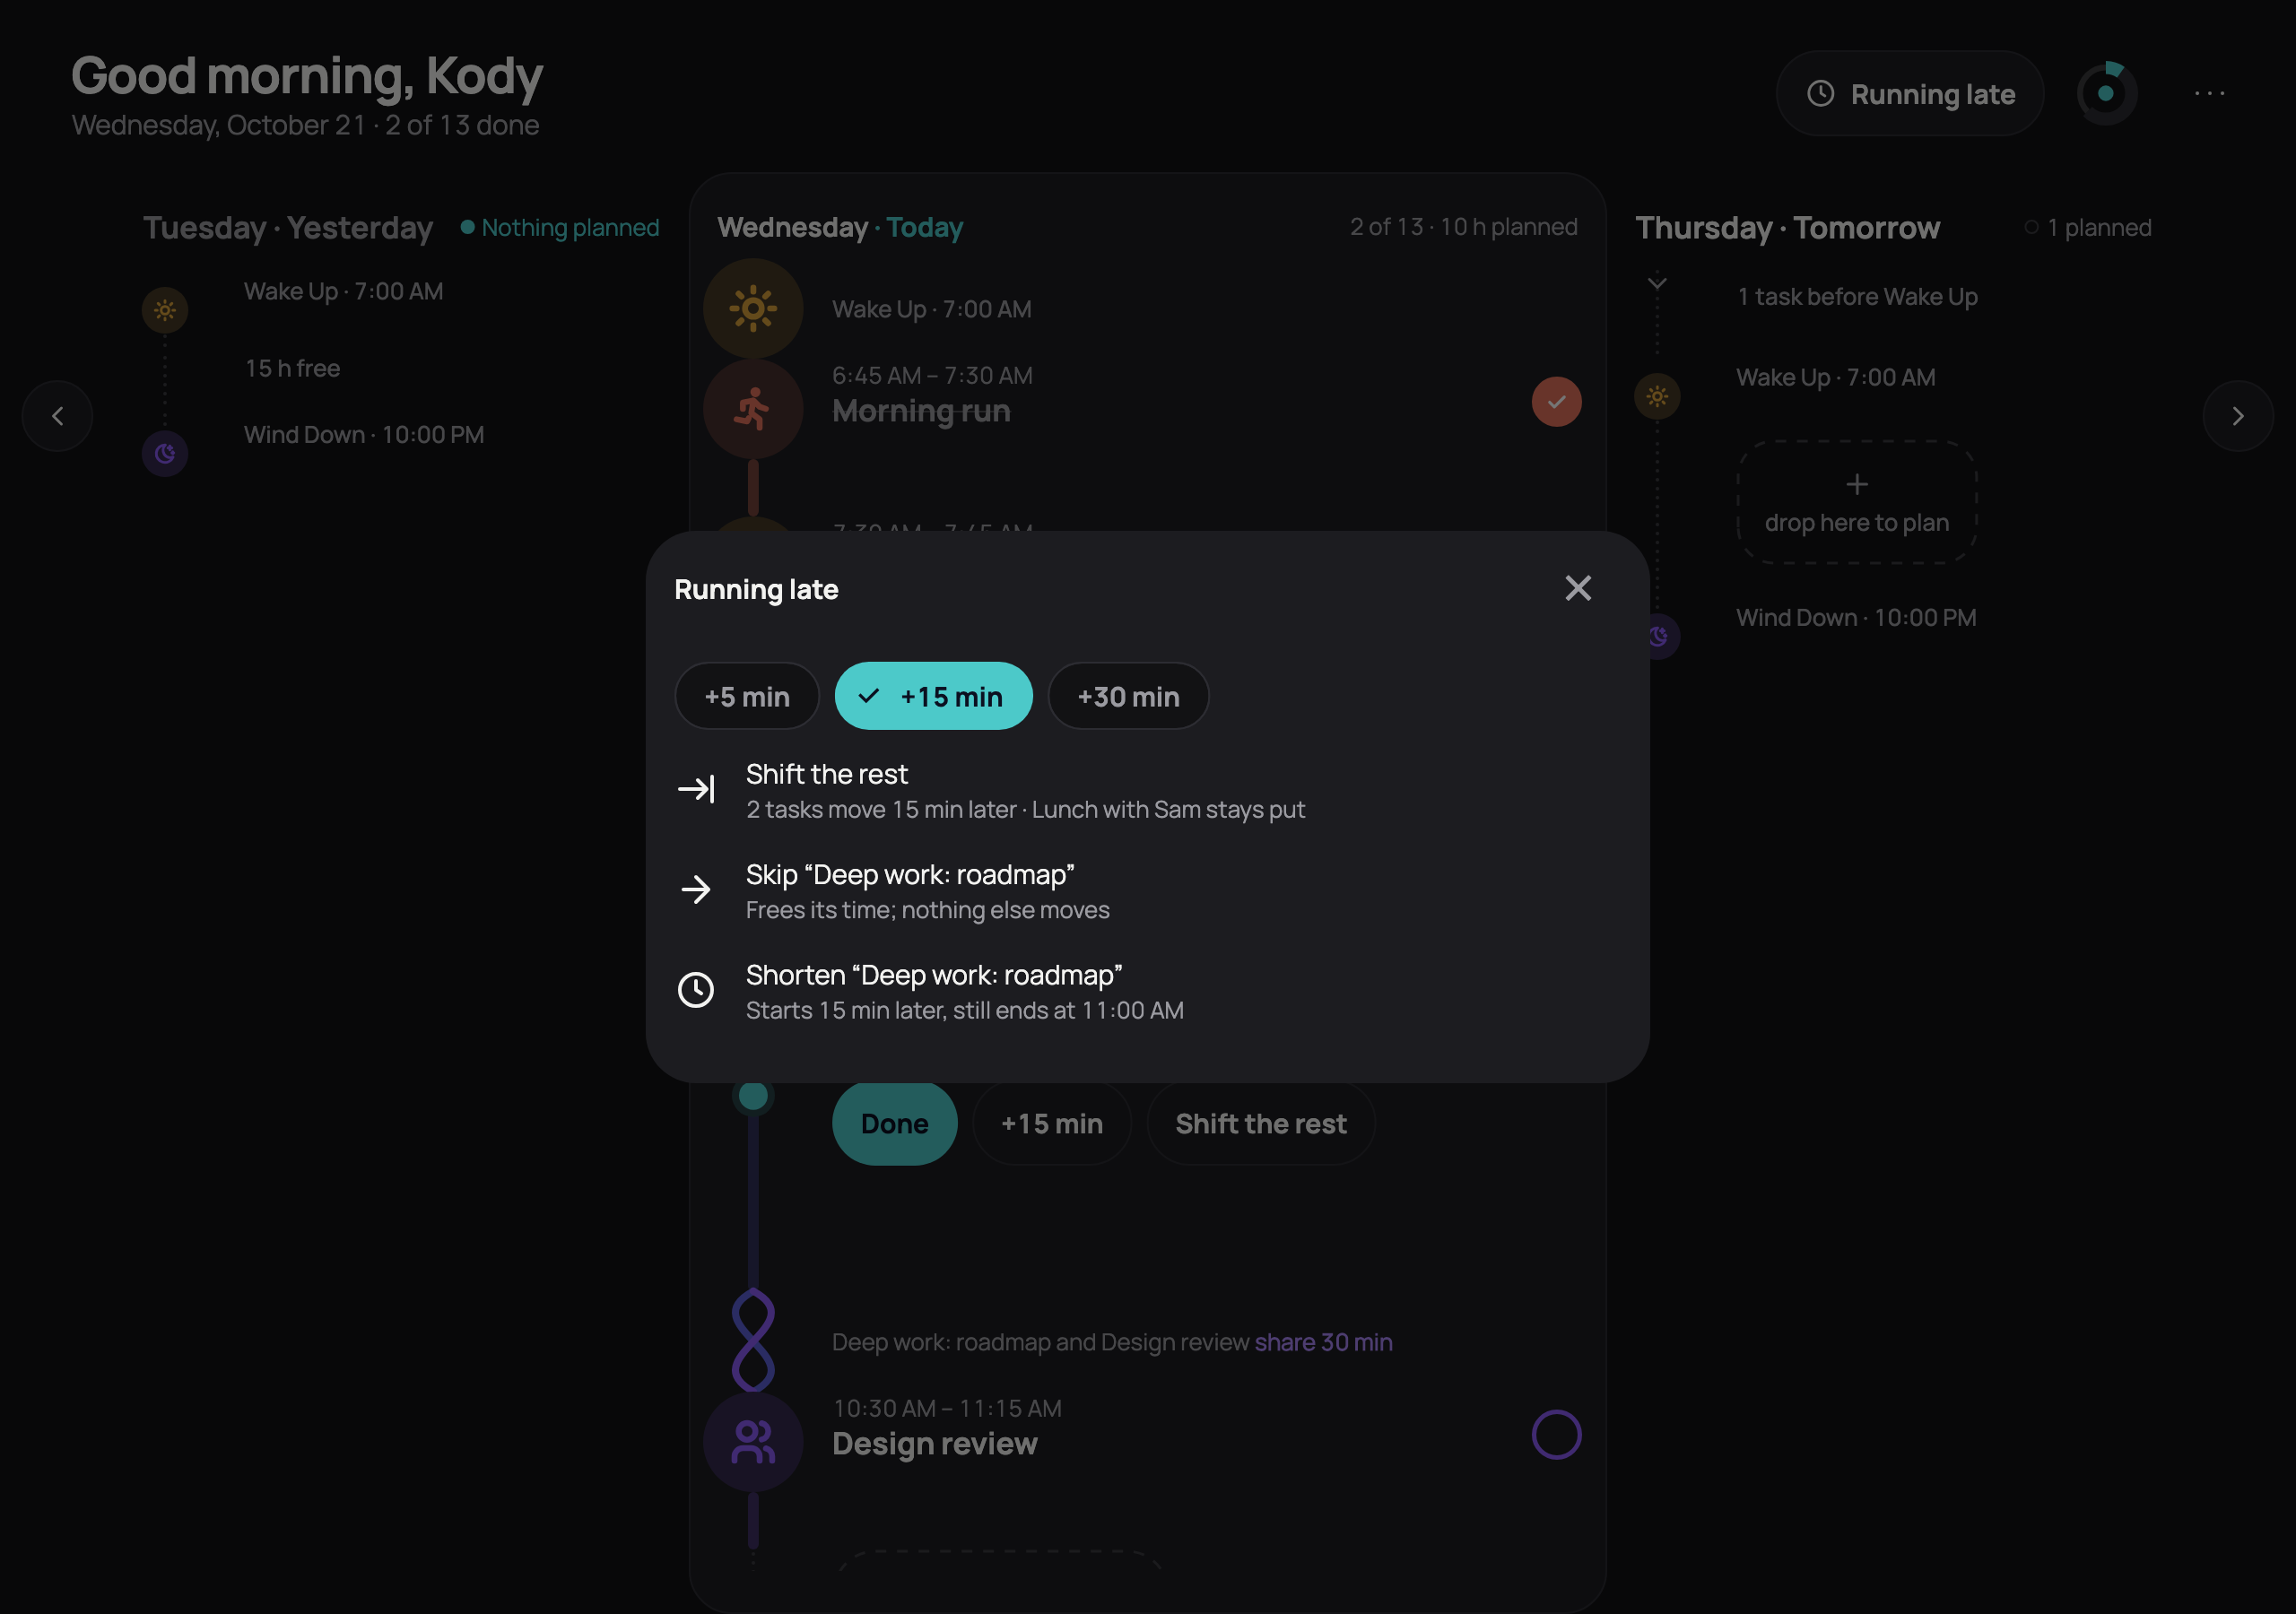 Good morning, Kody
Wednesday, October 21 · 2 of 13 done
Running late
Tuesday · Yesterday
Nothing planned
Wake Up · 7:00 AM
15 h free
Wind Down · 10:00 PM
Wednesday · Today
2 of 13 · 10 h planned
Wake Up · 7:00 AM
6:45 AM – 7:30 AM
Morning run
7:30 AM – 7:45 AM
Thursday · Tomorrow
1 planned
1 task before Wake Up
Wake Up · 7:00 AM
drop here to plan
Wind Down · 10:00 PM
Running late
+5 min
+15 min
+30 min
Shift the rest
2 tasks move 15 min later · Lunch with Sam stays put
Skip “Deep work: roadmap”
Frees its time; nothing else moves
Shorten “Deep work: roadmap”
Starts 15 min later, still ends at 11:00 AM
Done
+15 min
Shift the rest
Deep work: roadmap and Design review share 30 min
10:30 AM – 11:15 AM
Design review